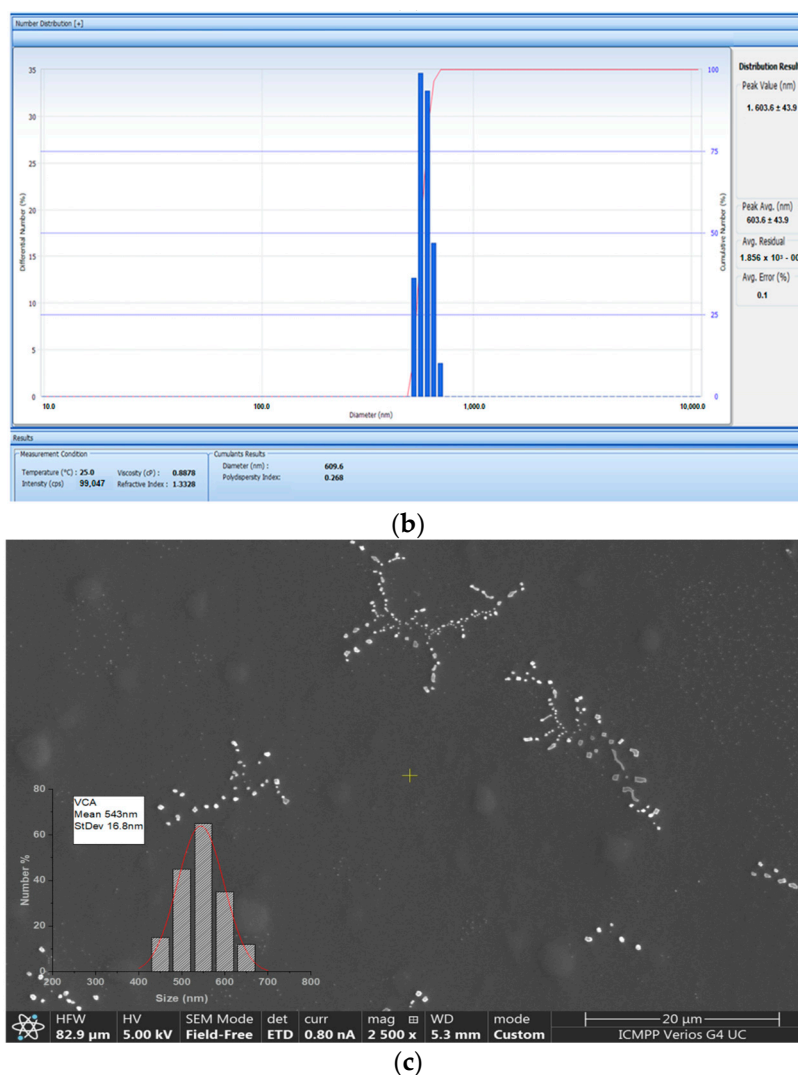 Number Distribution [+]
Distribution Resul
Peak Value (nm)
1. 603.6 ± 43.9
Peak Avg. (nm)
603.6 ± 43.9
Avg. Residual
1.856 x 10³ - 00
Avg. Error (%)
0.1
Differential Number (%)
35
30
25
20
15
10
5
0
Cumulative Number (%)
100
75
50
25
0
10.0 100.0 1,000.0 10,000.0
Diameter (nm)
Results
Measurement Condition
Temperature (°C) : 25.0 Viscosity (cP) : 0.8878
Intensity (cps) 99,047 Refractive Index : 1.3328
Cumulants Results
Diameter (nm) : 609.6
Polydispersity Index: 0.268
(b)
VCA
Mean 543nm
StDev 16.8nm
Number %
80
60
40
20
0
200 300 400 500 600 700 800
Size (nm)
HFW HV SEM Mode det curr mag WD mode 20 µm
82.9 µm 5.00 kV Field-Free ETD 0.80 nA 2 500 x 5.3 mm Custom ICMPP Verios G4 UC
(c)